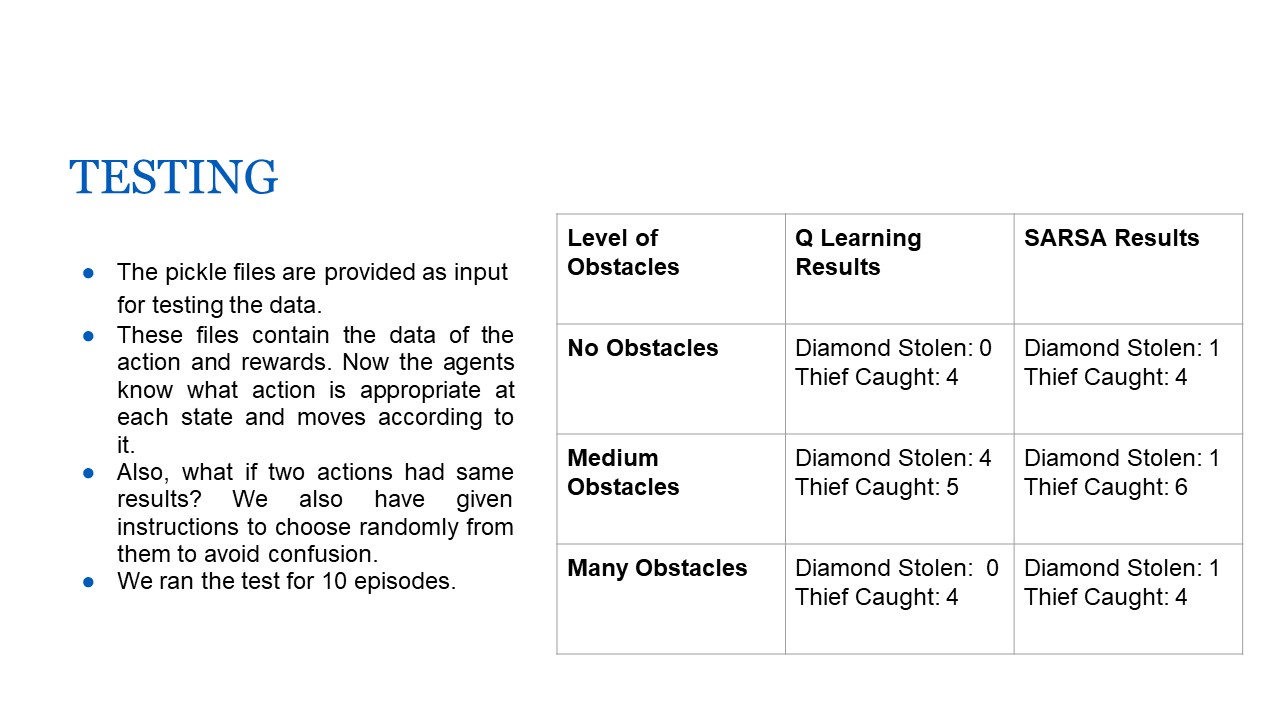 TESTING
● The pickle files are provided as input
for testing the data.
● These files contain the data of the
action and rewards. Now the agents
know what action is appropriate at
each state and moves according to
it.
● Also, what if two actions had same
results? We also have given
instructions to choose randomly from
them to avoid confusion.
● We ran the test for 10 episodes.
Level of
Obstacles
Q Learning
Results
SARSA Results
No Obstacles
Diamond Stolen: 0
Thief Caught: 4
Diamond Stolen: 1
Thief Caught: 4
Medium
Obstacles
Diamond Stolen: 4
Thief Caught: 5
Diamond Stolen: 1
Thief Caught: 6
Many Obstacles
Diamond Stolen:  0
Thief Caught: 4
Diamond Stolen: 1
Thief Caught: 4